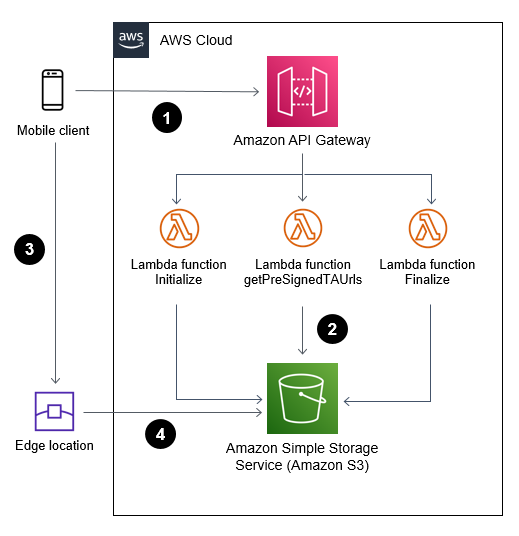 aws
AWS Cloud
Mobile client
1
</>
Amazon API Gateway
3
Lambda function
Initialize
Lambda function
getPreSignedTAUrls
Lambda function
Finalize
2
Edge location
4
Amazon Simple Storage
Service (Amazon S3)